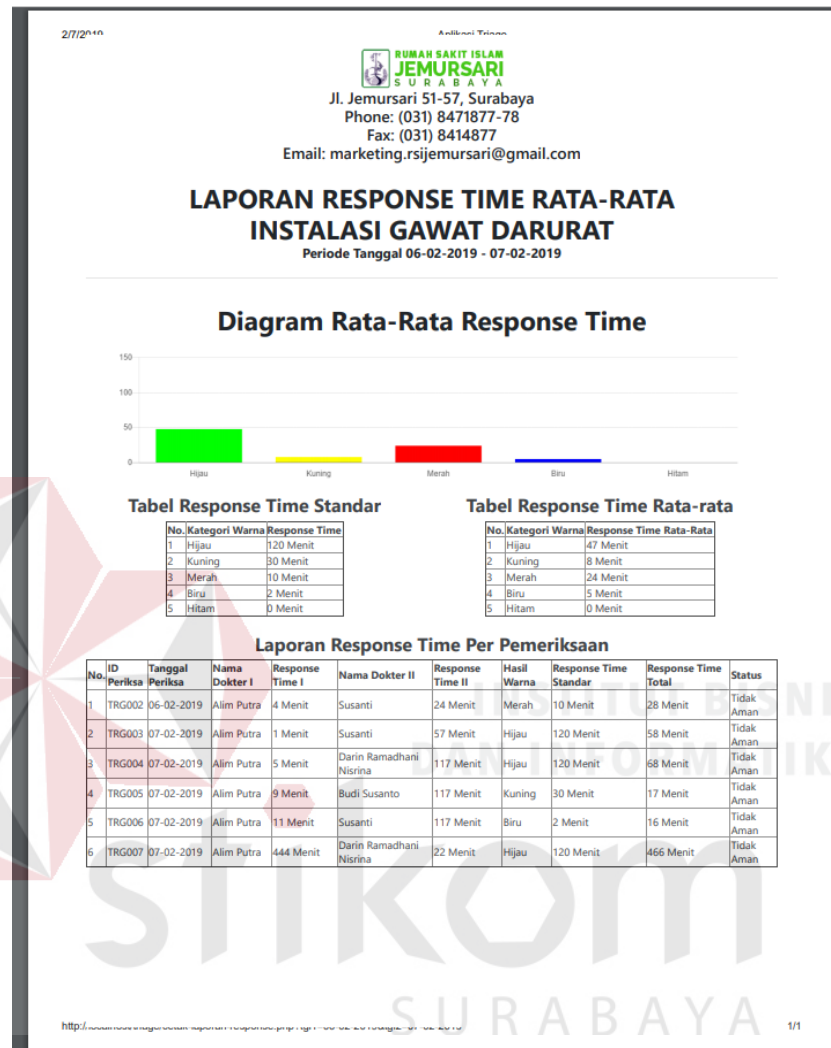 2/7/2019 Aplikasi Triage
RUMAH SAKIT ISLAM
JEMURSARI
SURABAYA
Jl. Jemursari 51-57, Surabaya
Phone: (031) 8471877-78
Fax: (031) 8414877
Email: marketing.rsijemursari@gmail.com
LAPORAN RESPONSE TIME RATA-RATA
INSTALASI GAWAT DARURAT
Periode Tanggal 06-02-2019 - 07-02-2019
Diagram Rata-Rata Response Time
150
100
50
0
Hijau Kuning Merah Biru Hitam
Tabel Response Time Standar
No. Kategori Warna Response Time
1 Hijau 120 Menit
2 Kuning 30 Menit
3 Merah 10 Menit
4 Biru 2 Menit
5 Hitam 0 Menit
Tabel Response Time Rata-rata
No. Kategori Warna Response Time Rata-Rata
1 Hijau 47 Menit
2 Kuning 8 Menit
3 Merah 24 Menit
4 Biru 5 Menit
5 Hitam 0 Menit
Laporan Response Time Per Pemeriksaan
No. ID Periksa Tanggal Periksa Nama Dokter I Response Time I Nama Dokter II Response Time II Hasil Warna Response Time Standar Response Time Total Status
1 TRG002 06-02-2019 Alim Putra 4 Menit Susanti 24 Menit Merah 10 Menit 28 Menit Tidak Aman
2 TRG003 07-02-2019 Alim Putra 1 Menit Susanti 57 Menit Hijau 120 Menit 58 Menit Tidak Aman
3 TRG004 07-02-2019 Alim Putra 5 Menit Darin Ramadhani Nisrina 117 Menit Hijau 120 Menit 68 Menit Tidak Aman
4 TRG005 07-02-2019 Alim Putra 9 Menit Budi Susanto 117 Menit Kuning 30 Menit 17 Menit Tidak Aman
5 TRG006 07-02-2019 Alim Putra 11 Menit Susanti 117 Menit Biru 2 Menit 16 Menit Tidak Aman
6 TRG007 07-02-2019 Alim Putra 444 Menit Darin Ramadhani Nisrina 22 Menit Hijau 120 Menit 466 Menit Tidak Aman
INSTITUT BISNI
DAN INFORMATIK
stikom
SURABAYA
1/1